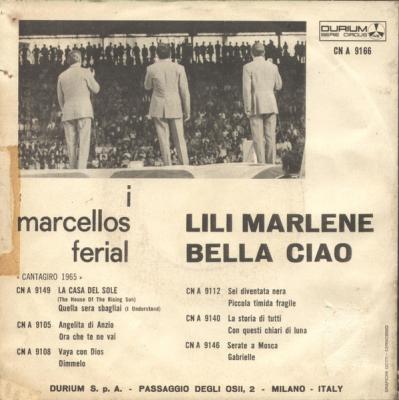 DURIUM
SERIE CIRCUS
CN A 9166
i
marcellos
ferial
LILI MARLENE
BELLA CIAO
« CANTAGIRO 1965 »
CN A 9149 LA CASA DEL SOLE
(The House Of The Rising Sun)
Quella sera sbagliai (I Understand)
CN A 9105 Angelita di Anzio
Ora che te ne vai
CN A 9108 Vaya con Dios
Dimmelo
CN A 9112 Sei diventata nera
Piccola timida fragile
CN A 9140 La storia di tutti
Con questi chiari di luna
CN A 9146 Serate a Mosca
Gabrielle
DURIUM S. p. A. - PASSAGGIO DEGLI OSII, 2 - MILANO - ITALY